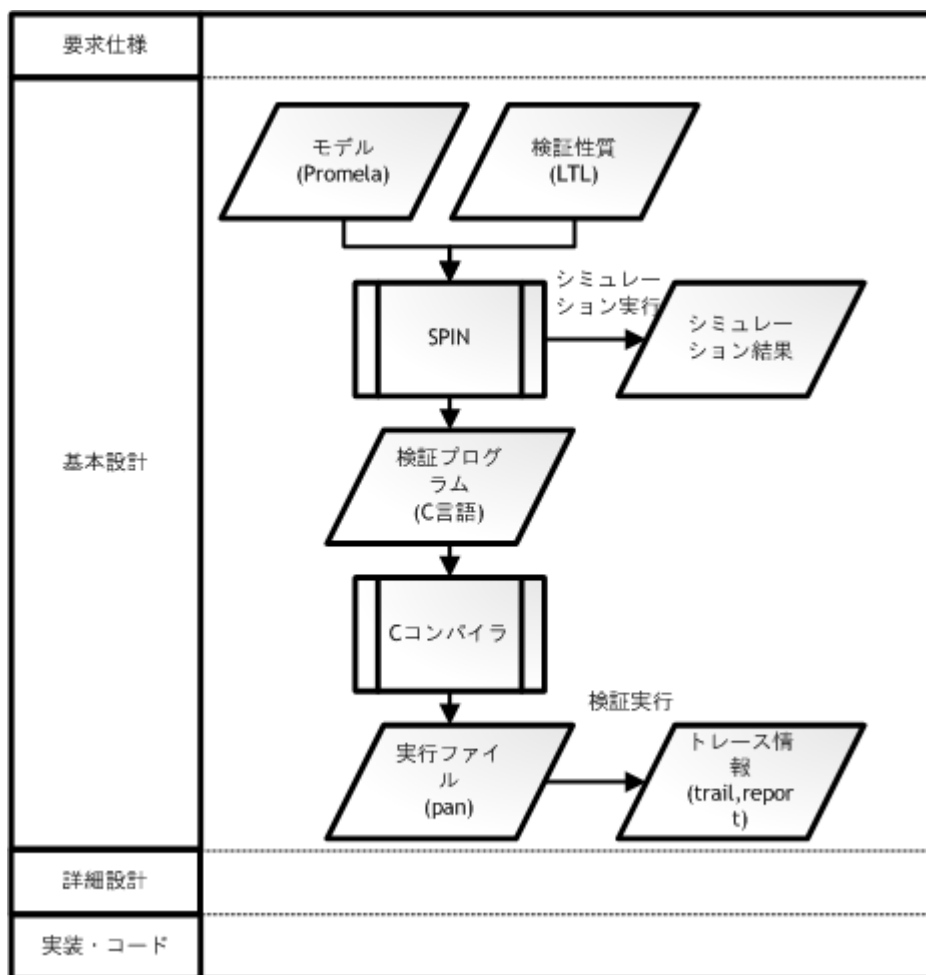 要求仕様
モデル
(Promela)
検証性質
(LTL)
シミュレー
ション実行
SPIN
シミュレー
ション結果
基本設計
検証プログ
ラム
(C言語)
Cコンパイラ
検証実行
実行ファイ
ル
(pan)
トレース情
報
(trail,repor
t)
詳細設計
実装・コード